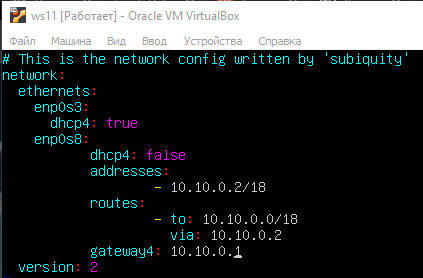 ws11 [Работает] - Oracle VM VirtualBox
Файл Машина Вид Ввод Устройства Справка
# This is the network config written by 'subiquity'
network:
  ethernets:
    enp0s3:
      dhcp4: true
    enp0s8:
           dhcp4: false
           addresses:
                   - 10.10.0.2/18
           routes:
                   - to: 10.10.0.0/18
                     via: 10.10.0.2
           gateway4: 10.10.0.1
  version: 2